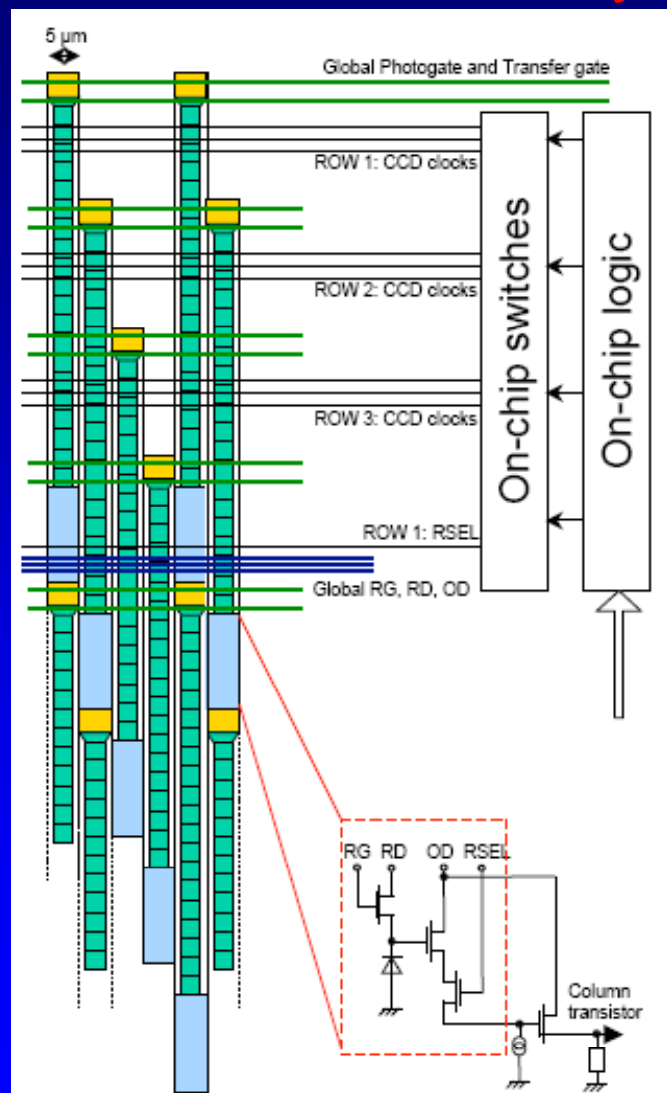 5 µm
Global Photogate and Transfer gate
ROW 1: CCD clocks
ROW 2: CCD clocks
ROW 3: CCD clocks
ROW 1: RSEL
Global RG, RD, OD
On-chip switches
On-chip logic
RG RD OD RSEL
Column
transistor